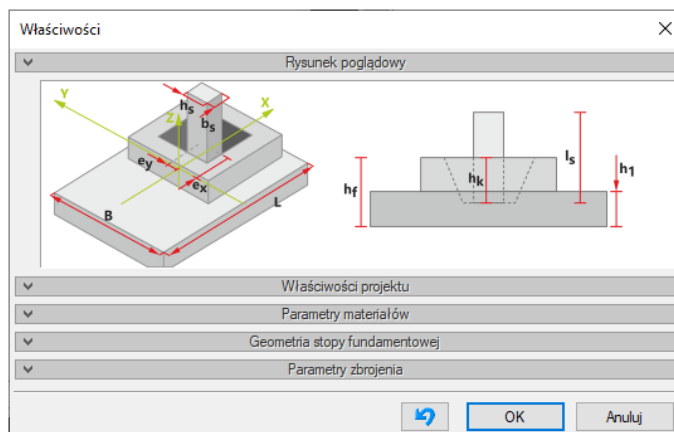 Właściwości
Rysunek poglądowy
Y
hs
Z
X
bs
ey
ex
B
L
hf
hk
ls
h1
Właściwości projektu
Parametry materiałów
Geometria stopy fundamentowej
Parametry zbrojenia
OK
Anuluj